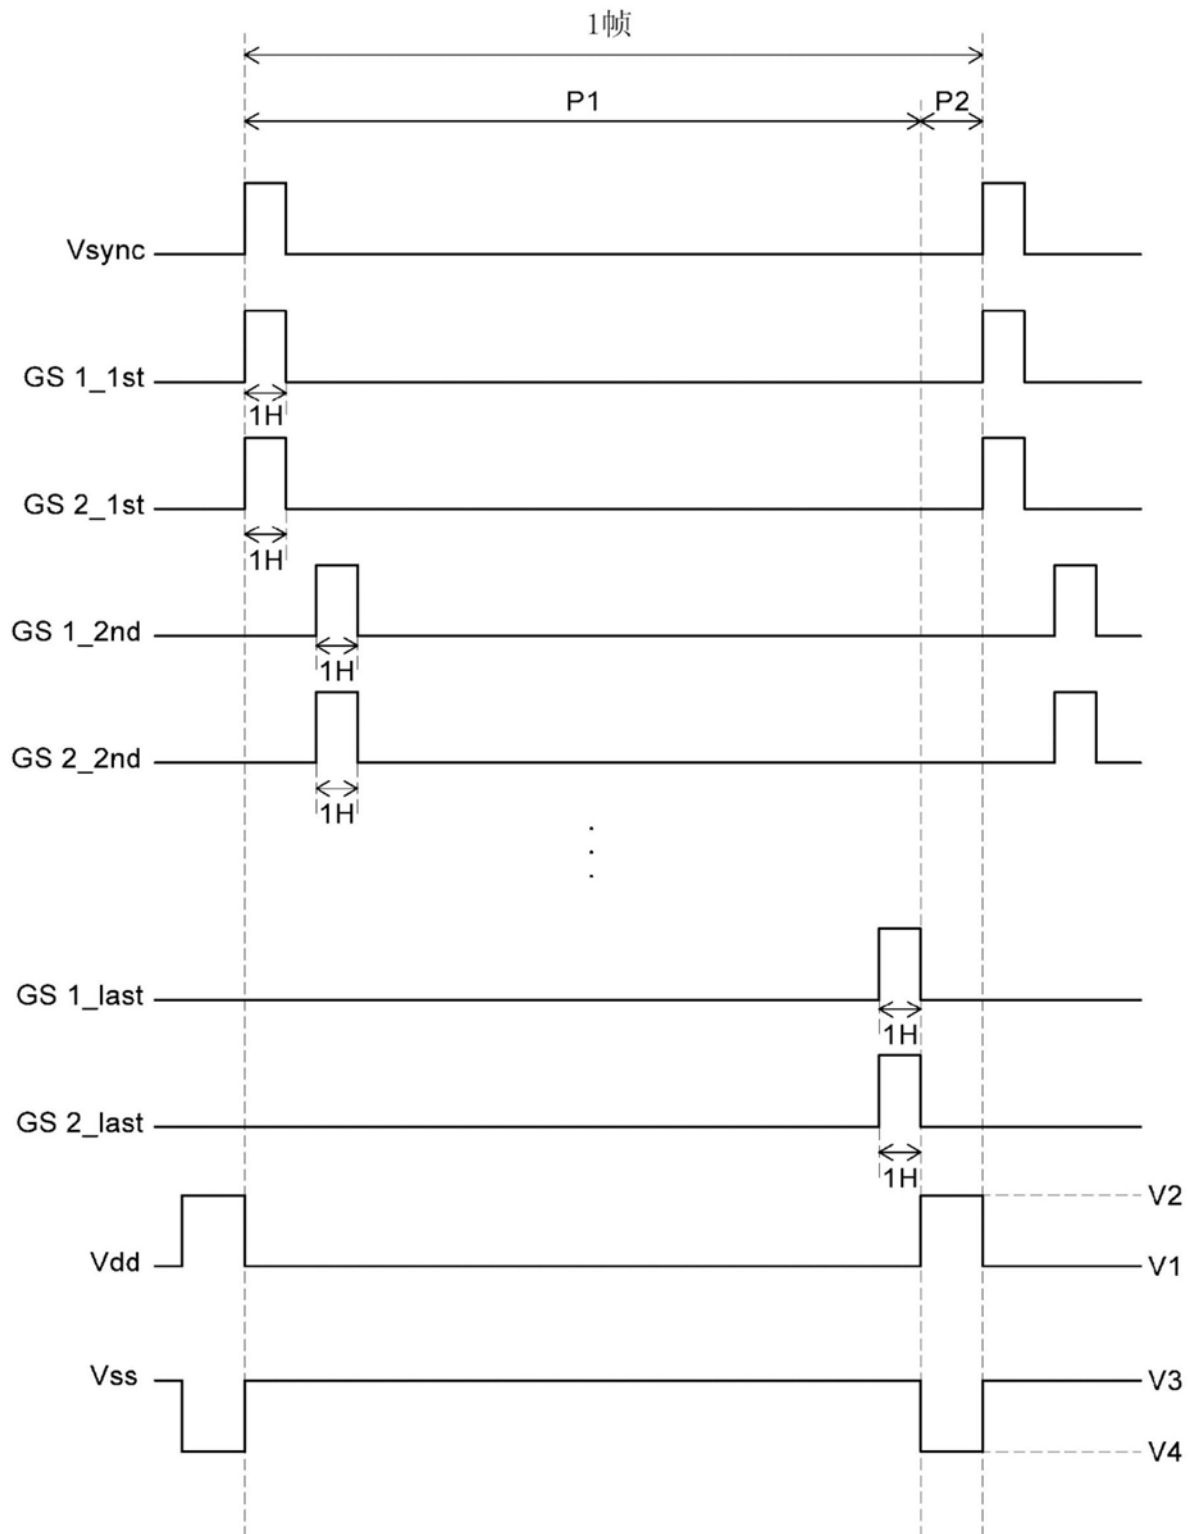 1帧
P1
P2
Vsync
GS 1_1st
1H
GS 2_1st
1H
GS 1_2nd
1H
GS 2_2nd
1H
GS 1_last
1H
GS 2_last
1H
V2
Vdd
V1
Vss
V3
V4